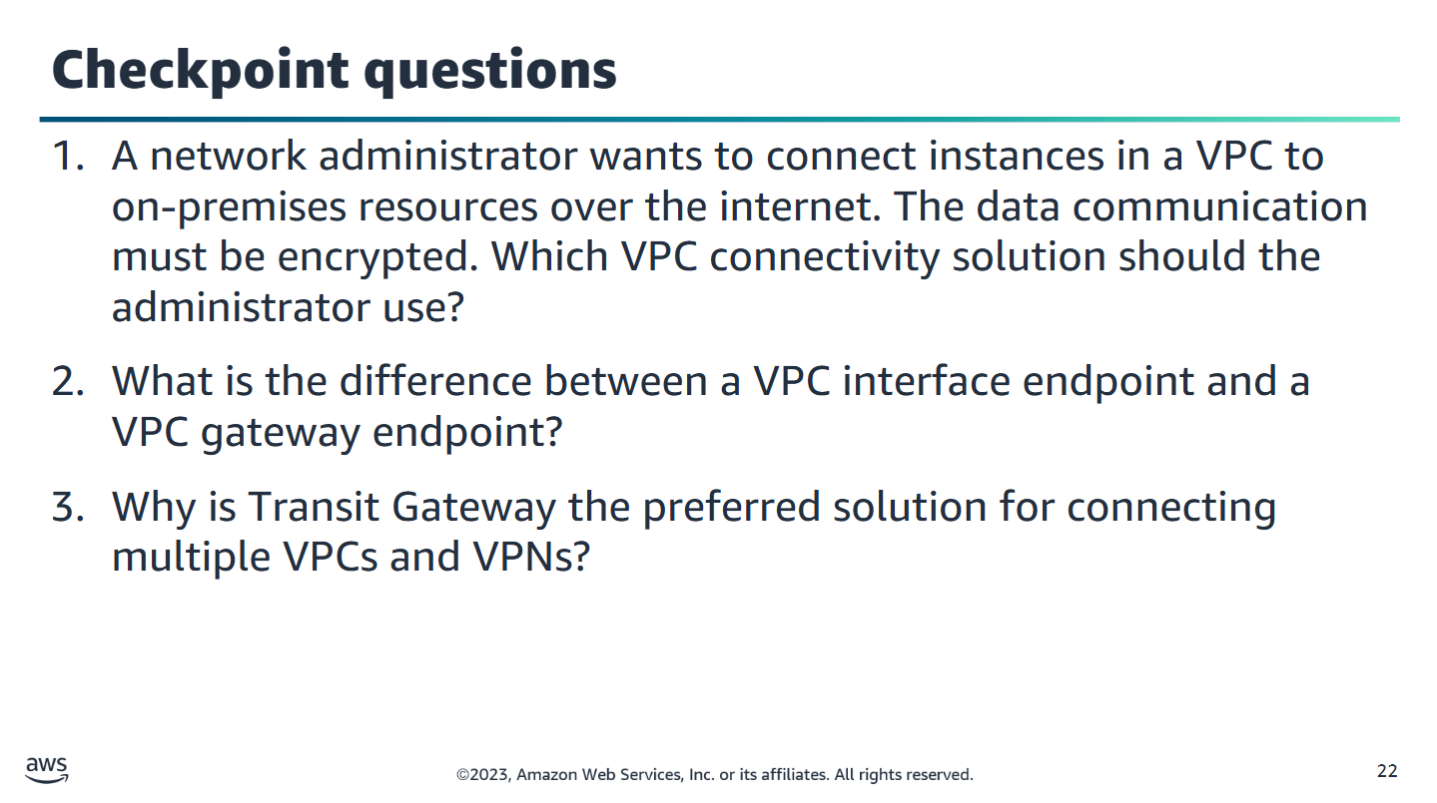 Checkpoint questions
1. A network administrator wants to connect instances in a VPC to
on-premises resources over the internet. The data communication
must be encrypted. Which VPC connectivity solution should the
administrator use?
2. What is the difference between a VPC interface endpoint and a
VPC gateway endpoint?
3. Why is Transit Gateway the preferred solution for connecting
multiple VPCs and VPNs?
aws
©2023, Amazon Web Services, Inc. or its affiliates. All rights reserved.
22